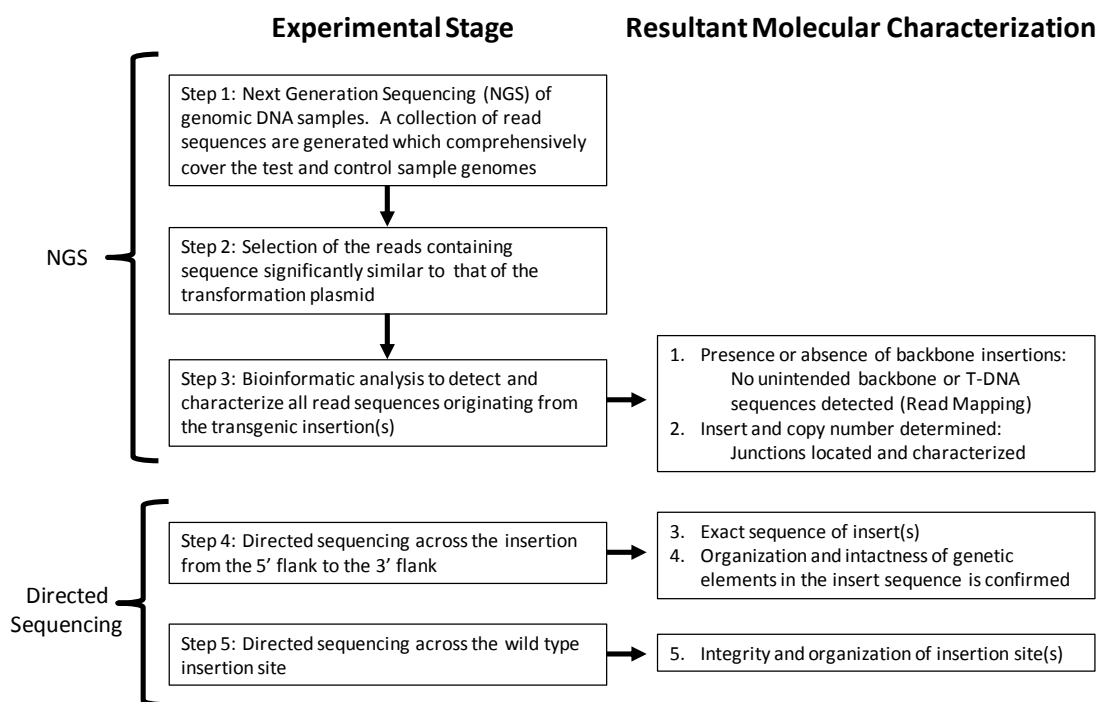 Experimental Stage
Resultant Molecular Characterization
NGS
Step 1: Next Generation Sequencing (NGS) of
genomic DNA samples.  A collection of read
sequences are generated which comprehensively
cover the test and control sample genomes
Step 2: Selection of the reads containing
sequence significantly similar to that of the
transformation plasmid
Step 3: Bioinformatic analysis to detect and
characterize all read sequences originating from
the transgenic insertion(s)
1. Presence or absence of backbone insertions:
No unintended backbone or T-DNA
sequences detected (Read Mapping)
2. Insert and copy number determined:
Junctions located and characterized
Directed
Sequencing
Step 4: Directed sequencing across the insertion
from the 5’ flank to the 3’ flank
3. Exact sequence of insert(s)
4. Organization and intactness of genetic
elements in the insert sequence is confirmed
Step 5: Directed sequencing across the wild type
insertion site
5. Integrity and organization of insertion site(s)